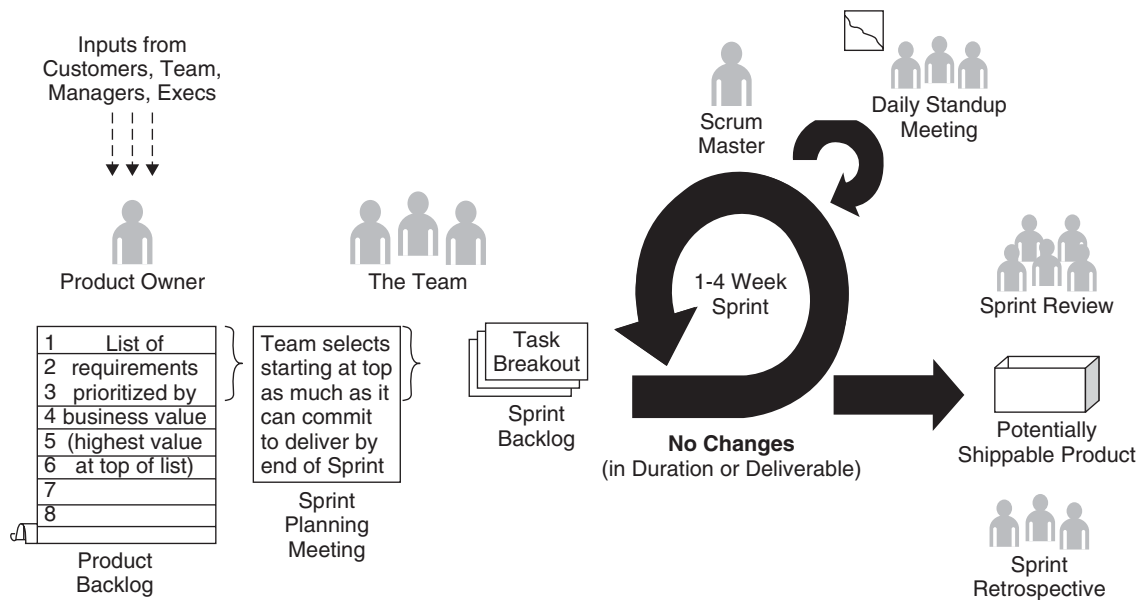 Inputs from
Customers, Team,
Managers, Execs
Product Owner
The Team
Scrum
Master
Daily Standup
Meeting
1-4 Week
Sprint
Sprint Review
1 List of
2 requirements
3 prioritized by
4 business value
5 (highest value
6 at top of list)
7
8
Product
Backlog
Team selects
starting at top
as much as it
can commit
to deliver by
end of Sprint
Sprint
Planning
Meeting
Task
Breakout
Sprint
Backlog
No Changes
(in Duration or Deliverable)
Potentially
Shippable Product
Sprint
Retrospective